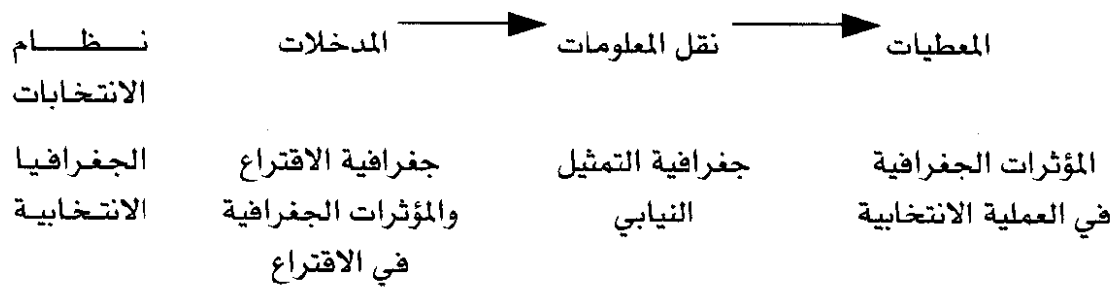 نظام المدخلات نقل المعلومات المعطيات
الانتخابات
الجغرافيا جغرافية الاقتراع جغرافية التمثيل المؤثرات الجغرافية
الانتخابية والمؤثرات الجغرافية النيابي في العملية الانتخابية
في الاقتراع